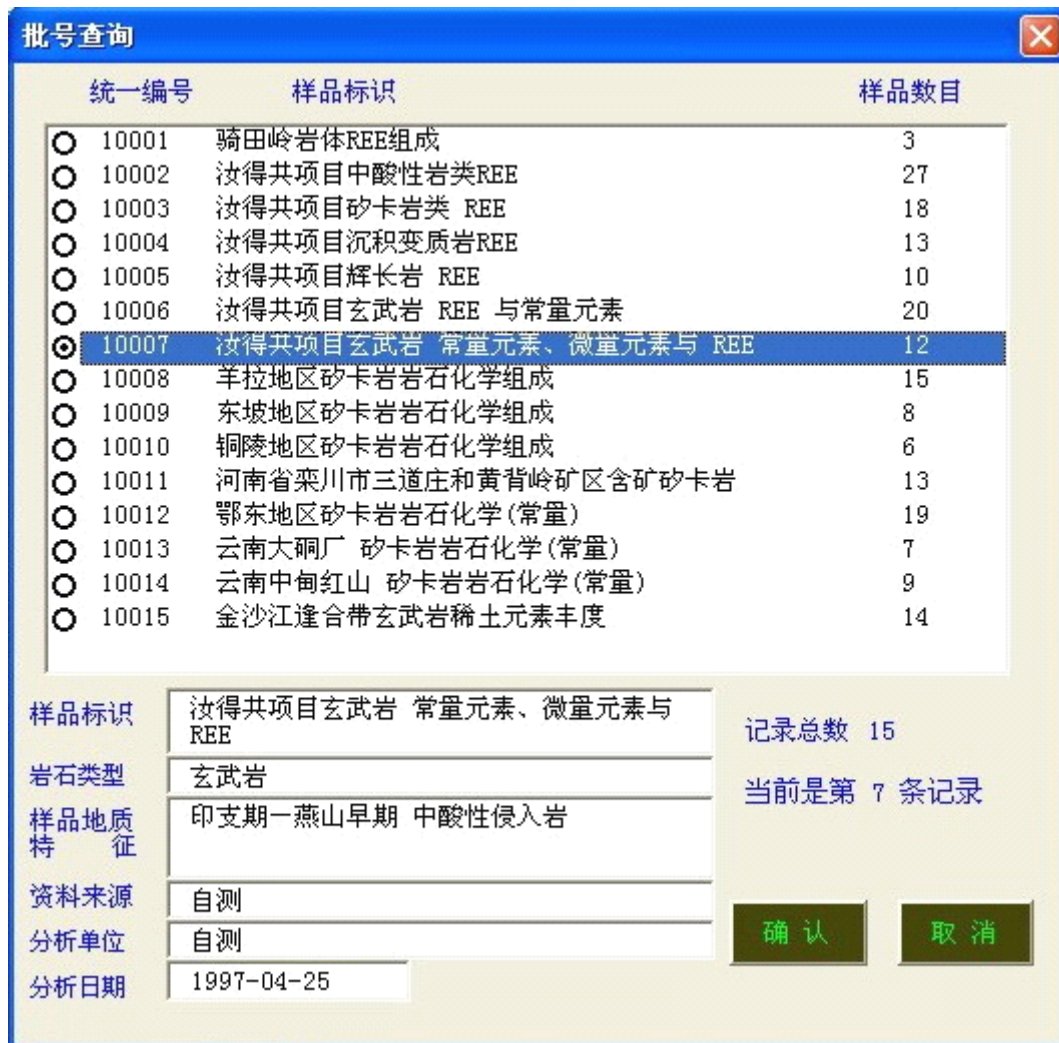 批号查询
统一编号 样品标识 样品数目
10001 骑田岭岩体REE组成 3
10002 汝得共项目中酸性岩类REE 27
10003 汝得共项目矽卡岩类 REE 18
10004 汝得共项目沉积变质岩REE 13
10005 汝得共项目辉长岩 REE 10
10006 汝得共项目玄武岩 REE 与常量元素 20
10007 汝得共项目玄武岩 常量元素、微量元素与 REE 12
10008 羊拉地区矽卡岩岩石化学组成 15
10009 东坡地区矽卡岩岩石化学组成 8
10010 铜陵地区矽卡岩岩石化学组成 6
10011 河南省栾川市三道庄和黄背岭矿区含矿矽卡岩 13
10012 鄂东地区矽卡岩岩石化学(常量) 19
10013 云南大硐厂 矽卡岩岩石化学(常量) 7
10014 云南中甸红山 矽卡岩岩石化学(常量) 9
10015 金沙江逢合带玄武岩稀土元素丰度 14
样品标识 汝得共项目玄武岩 常量元素、微量元素与
REE
记录总数 15
岩石类型 玄武岩
当前是第 7 条记录
样品地质 印支期—燕山早期 中酸性侵入岩
特 征
资料来源 自测
分析单位 自测
确 认 取 消
分析日期 1997-04-25